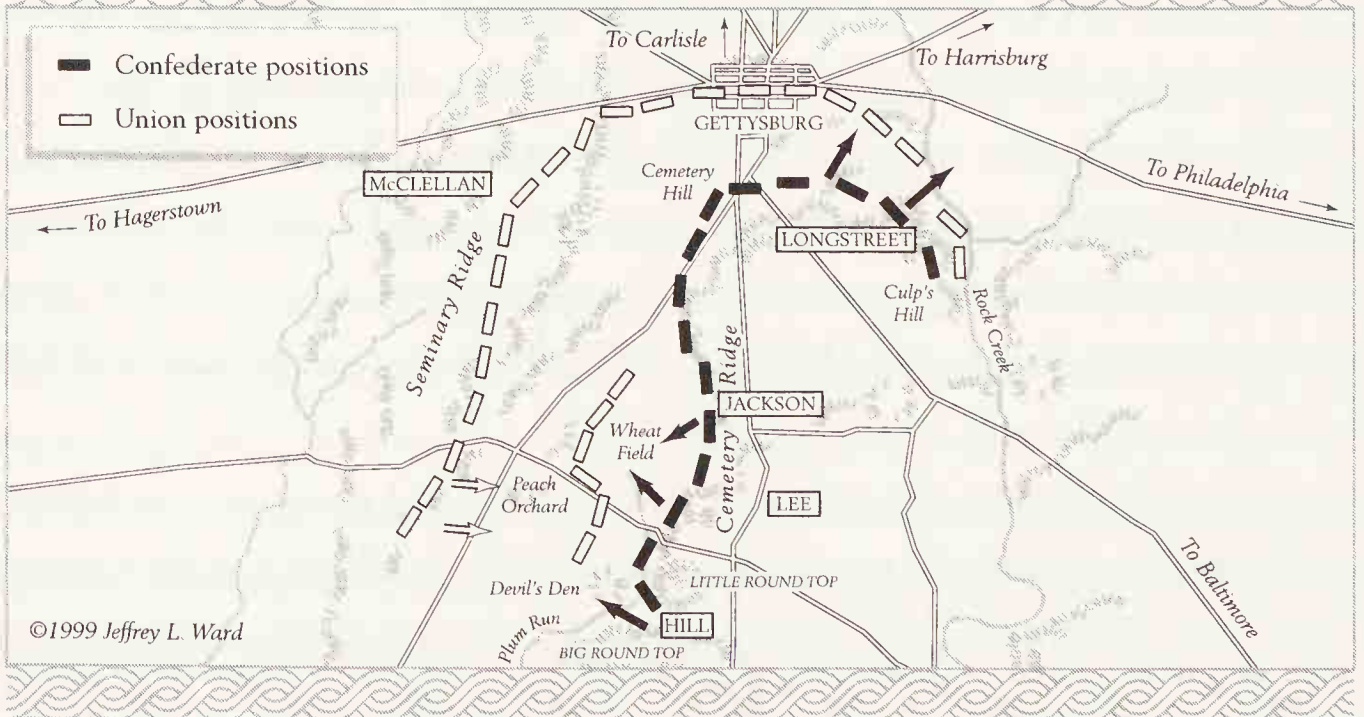 Confederate positions
Union positions
To Carlisle
To Harrisburg
GETTYSBURG
McCLELLAN
Cemetery
Hill
To Philadelphia
To Hagerstown
LONGSTREET
Seminary Ridge
Culp's
Hill
Rock Creek
Cemetery Ridge
JACKSON
Wheat
Field
Peach
Orchard
LEE
Devil's Den
LITTLE ROUND TOP
To Baltimore
Plum Run
HILL
BIG ROUND TOP
©1999 Jeffrey L. Ward